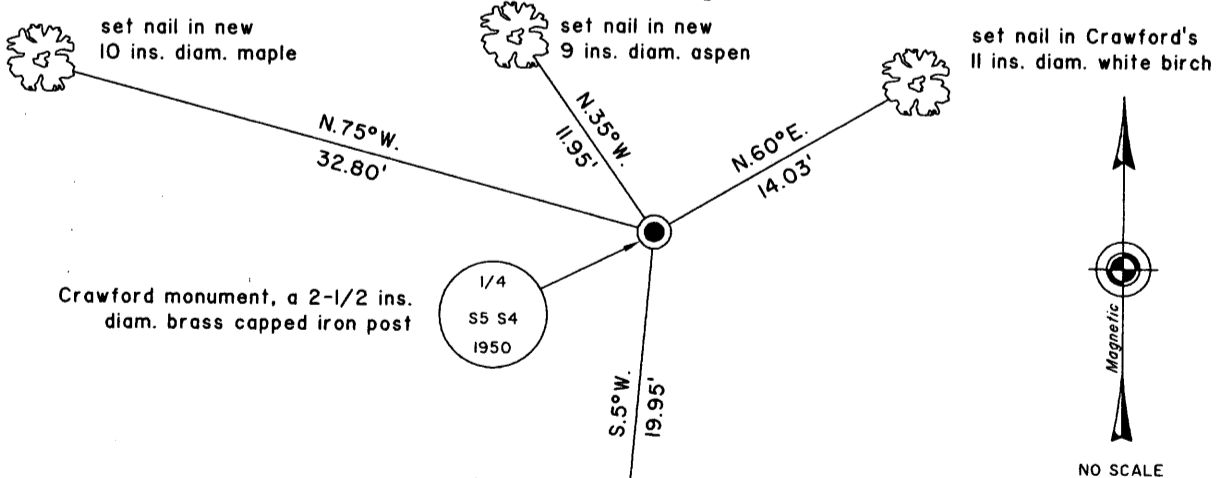 set nail in new
10 ins. diam. maple
set nail in new
9 ins. diam. aspen
set nail in Crawford's
11 ins. diam. white birch
N.75°W.
32.80'
N.35°W.
11.95'
N.60°E.
14.03'
Crawford monument, a 2-1/2 ins.
diam. brass capped iron post
1/4
S5 S4
1950
S.5°W.
19.95'
Magnetic
NO SCALE